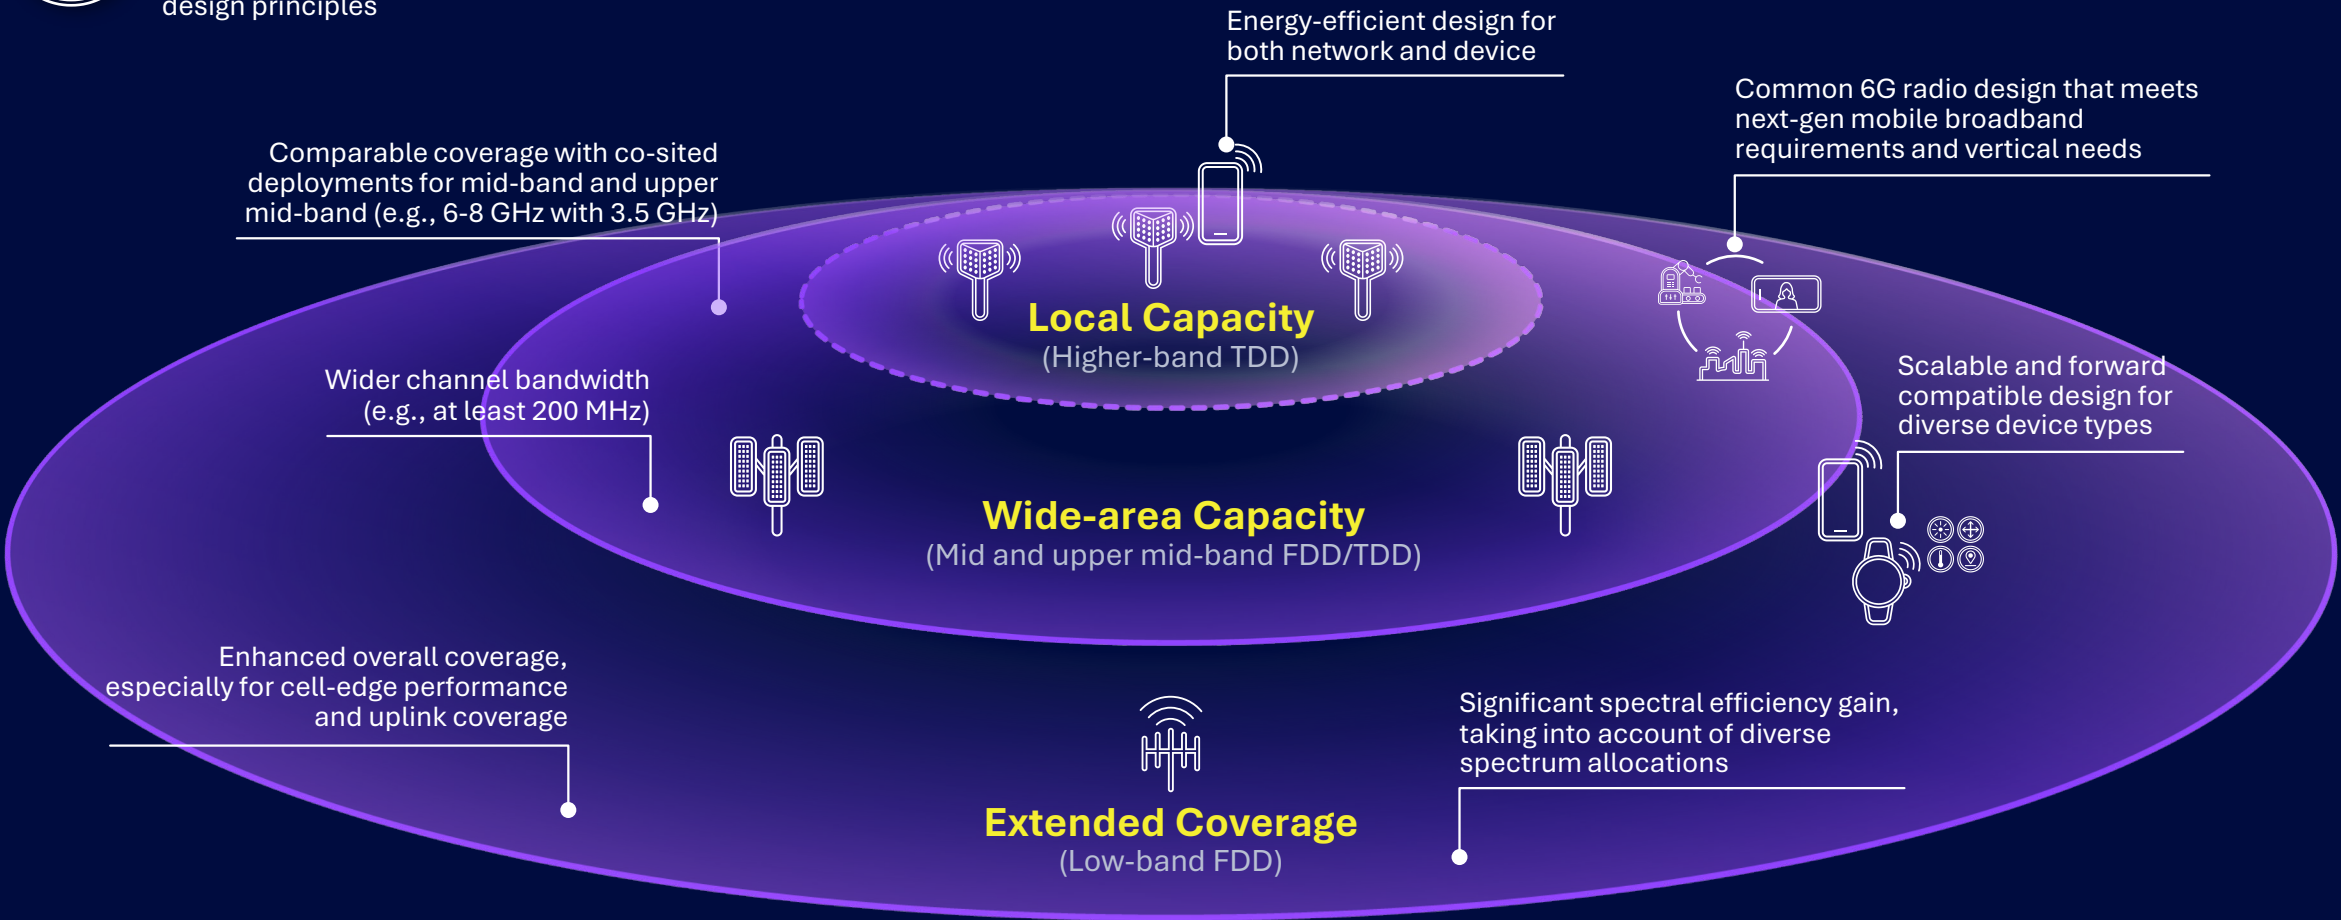 design principles
Energy-efficient design for
both network and device
Common 6G radio design that meets
next-gen mobile broadband
requirements and vertical needs
Comparable coverage with co-sited
deployments for mid-band and upper
mid-band (e.g., 6-8 GHz with 3.5 GHz)
Local Capacity
(Higher-band TDD)
Wider channel bandwidth
(e.g., at least 200 MHz)
Scalable and forward
compatible design for
diverse device types
Wide-area Capacity
(Mid and upper mid-band FDD/TDD)
Enhanced overall coverage,
especially for cell-edge performance
and uplink coverage
Significant spectral efficiency gain,
taking into account of diverse
spectrum allocations
Extended Coverage
(Low-band FDD)